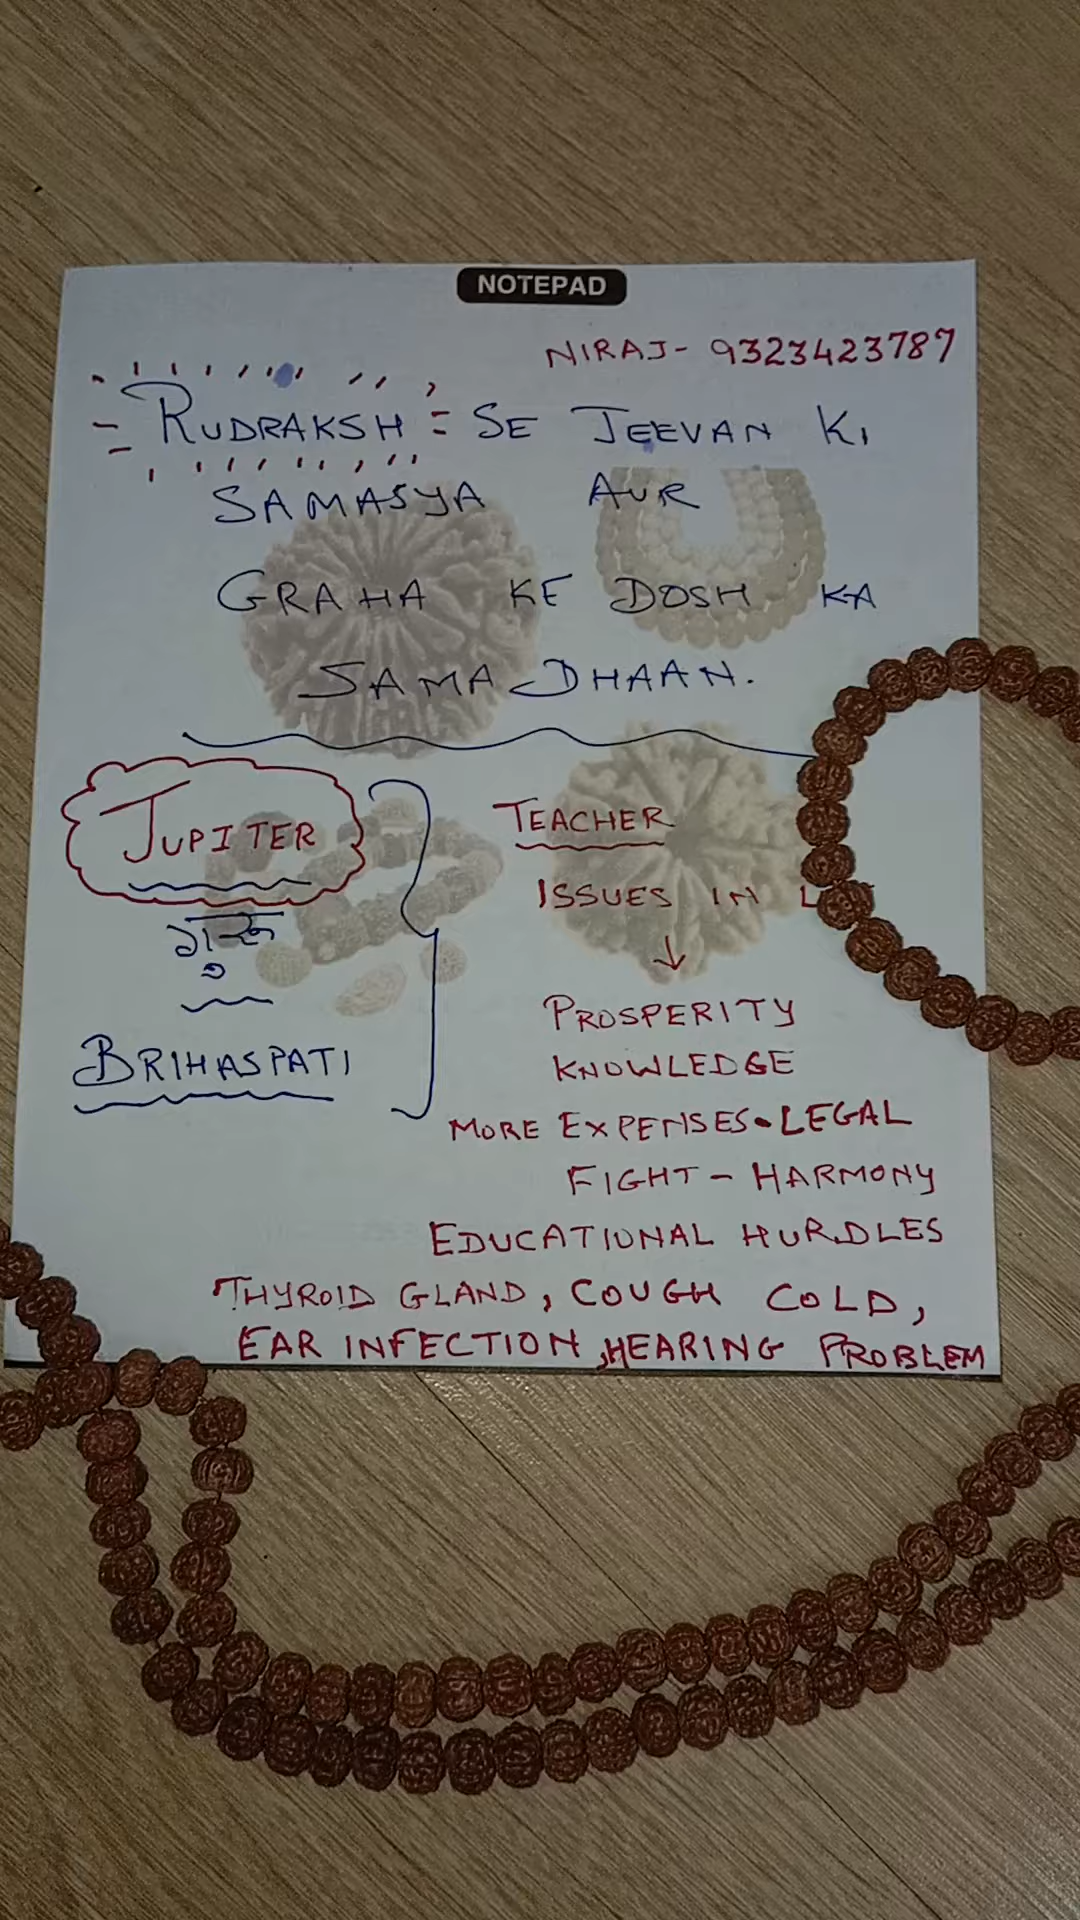 NOTEPAD
NIRAJ - 9323423787
RUDRAKSH SE JEEVAN KI
SAMASYA AUR
GRAHA KE DOSH KA
SAMADHAAN.
JUPITER
गुरु
BRIHASPATI
TEACHER
ISSUES IN
PROSPERITY
KNOWLEDGE
MORE EXPENSES. LEGAL
FIGHT - HARMONY
EDUCATIONAL HURDLES
THYROID GLAND, COUGH COLD,
EAR INFECTION, HEARING PROBLEM